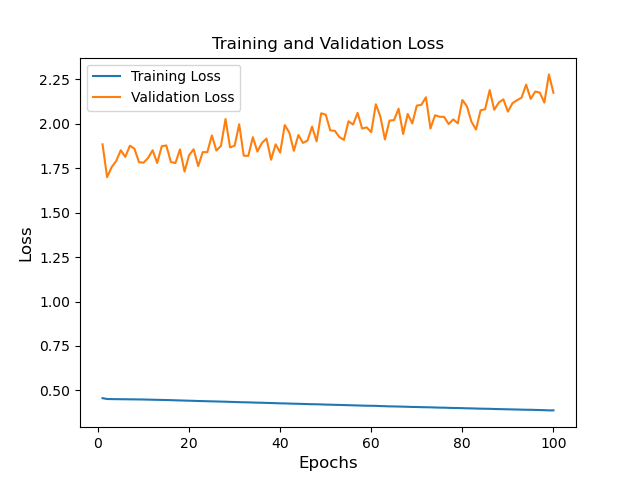 Training and Validation Loss
Training Loss
Validation Loss
2.25
2.00
1.75
1.50
1.25
1.00
0.75
0.50
Loss
0 20 40 60 80 100
Epochs